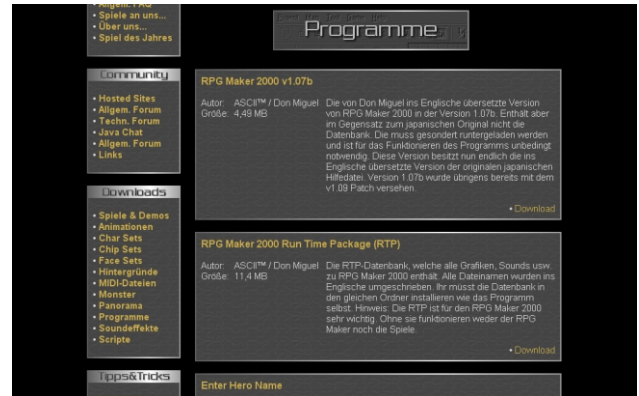 • Allgem. FAQ
• Spiele an uns...
• Über uns...
• Spiel des Jahres
Community
• Hosted Sites
• Allgem. Forum
• Techn. Forum
• Java Chat
• Allgem. Forum
• Links
Downloads
• Spiele & Demos
• Animationen
• Char Sets
• Chip Sets
• Face Sets
• Hintergründe
• MIDI-Dateien
• Monster
• Panorama
• Programme
• Soundeffekte
• Scripte
Tipps&Tricks
Programme
RPG Maker 2000 v1.07b
Autor: ASCII™ / Don Miguel
Größe: 4,49 MB
Die von Don Miguel ins Englische übersetzte Version
von RPG Maker 2000 in der Version 1.07b. Enthält aber
im Gegensatz zum japanischen Original nicht die
Datenbank. Die muss gesondert runtergeladen werden
und ist für das Funktionieren des Programms unbedingt
notwendig. Diese Version besitzt nun endlich die ins
Englische übersetzte Version der originalen japanischen
Hilfedatei. Version 1.07b wurde übrigens bereits mit dem
v1.09 Patch versehen.
• Download
RPG Maker 2000 Run Time Package (RTP)
Autor: ASCII™ / Don Miguel
Größe: 11,4 MB
Die RTP-Datenbank, welche alle Grafiken, Sounds usw.
zu RPG Maker 2000 enthält. Alle Dateinamen wurden ins
Englische umgeschrieben. Ihr müsst die Datenbank in
den gleichen Ordner installieren wie das Programm
selbst. Hinweis: Die RTP ist für den RPG Maker 2000
sehr wichtig. Ohne sie funktionieren weder der RPG
Maker noch die Spiele.
• Download
Enter Hero Name